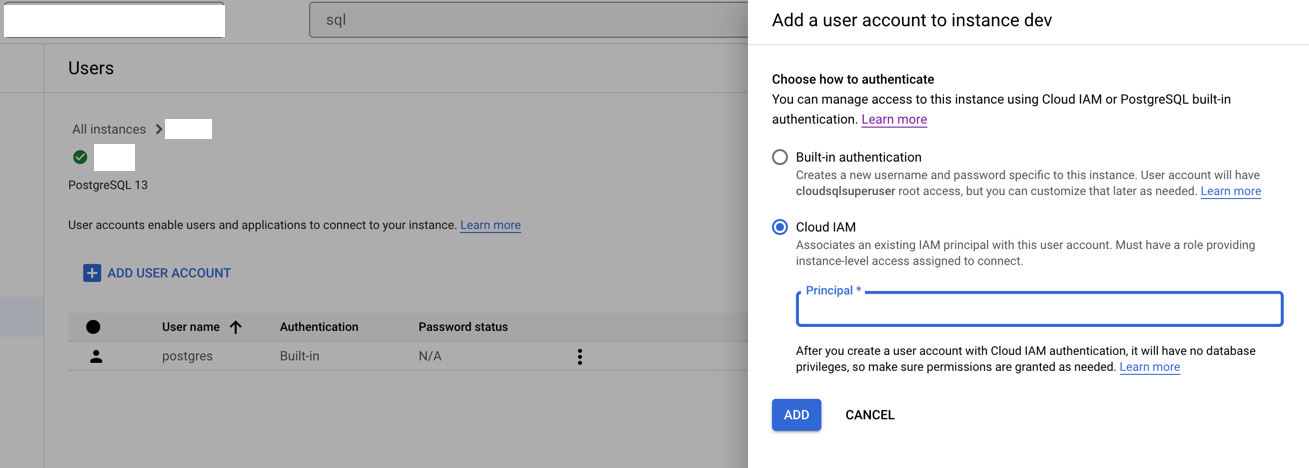 sql
Users
All instances
PostgreSQL 13
User accounts enable users and applications to connect to your instance. Learn more
ADD USER ACCOUNT
User name Authentication Password status
postgres Built-in N/A
Add a user account to instance dev
Choose how to authenticate
You can manage access to this instance using Cloud IAM or PostgreSQL built-in
authentication. Learn more
Built-in authentication
Creates a new username and password specific to this instance. User account will have
cloudsqlsuperuser root access, but you can customize that later as needed. Learn more
Cloud IAM
Associates an existing IAM principal with this user account. Must have a role providing
instance-level access assigned to connect.
Principal *
After you create a user account with Cloud IAM authentication, it will have no database
privileges, so make sure permissions are granted as needed. Learn more
ADD CANCEL